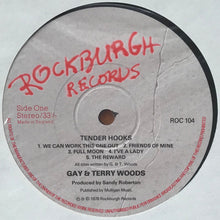 ROCKBURGH
RECORDS
Side One
Stereo/33⅓
Made in England
ROC 104
TENDER HOOKS
1. WE CAN WORK THIS ONE OUT 2. FRIENDS OF MINE
3. FULL MOON 4. I'VE A LADY
5. THE REWARD
All titles written by G. & T. Woods
GAY & TERRY WOODS
Produced by Sandy Roberton
Published by Mulligan Music
℗ & © 1978 Rockburgh Records